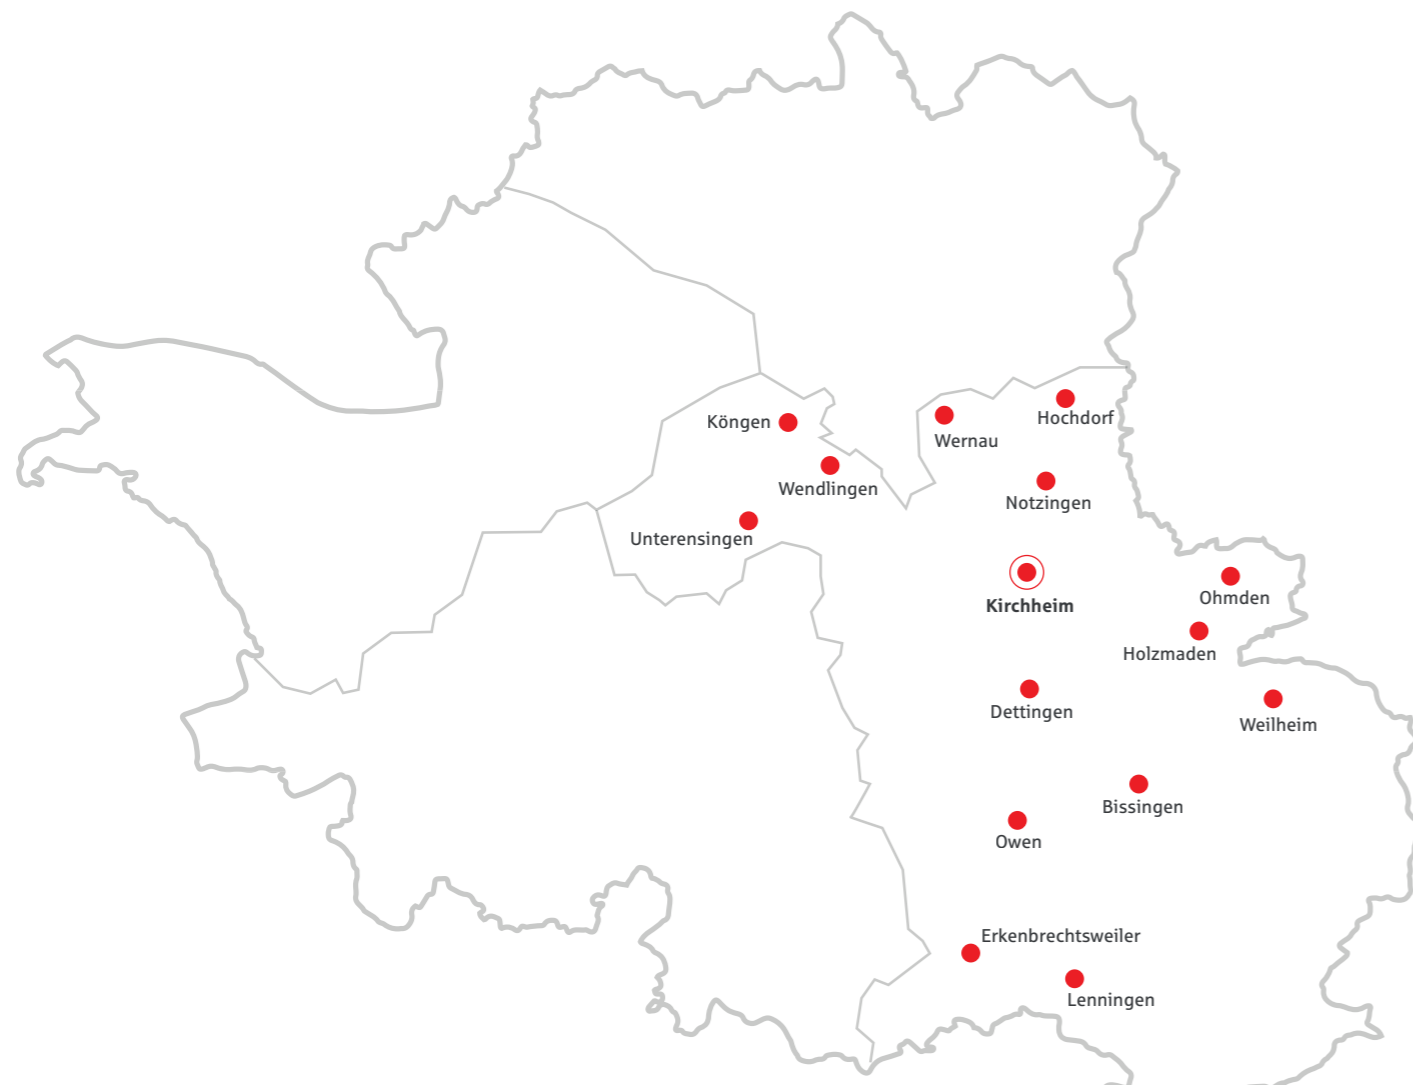 Köngen
Hochdorf
Wernau
Wendlingen
Notzingen
Unterensingen
Ohmden
Kirchheim
Holzmaden
Dettingen
Weilheim
Bissingen
Owen
Erkenbrechtsweiler
Lenningen